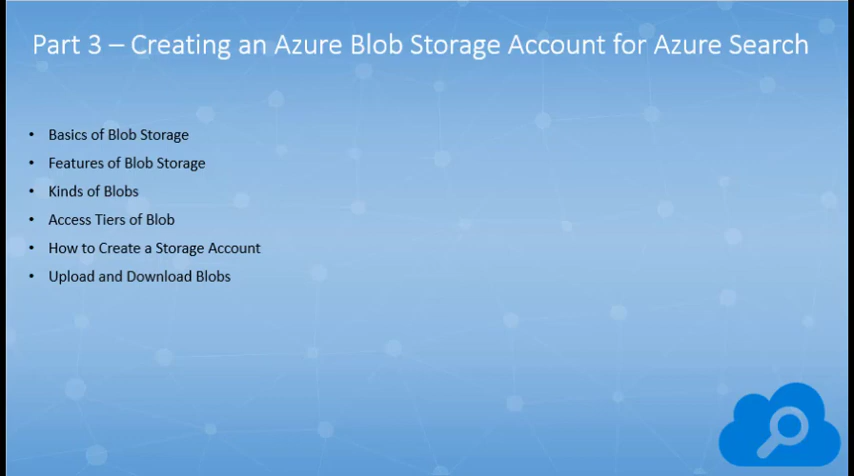 Part 3 – Creating an Azure Blob Storage Account for Azure Search
• Basics of Blob Storage
• Features of Blob Storage
• Kinds of Blobs
• Access Tiers of Blob
• How to Create a Storage Account
• Upload and Download Blobs